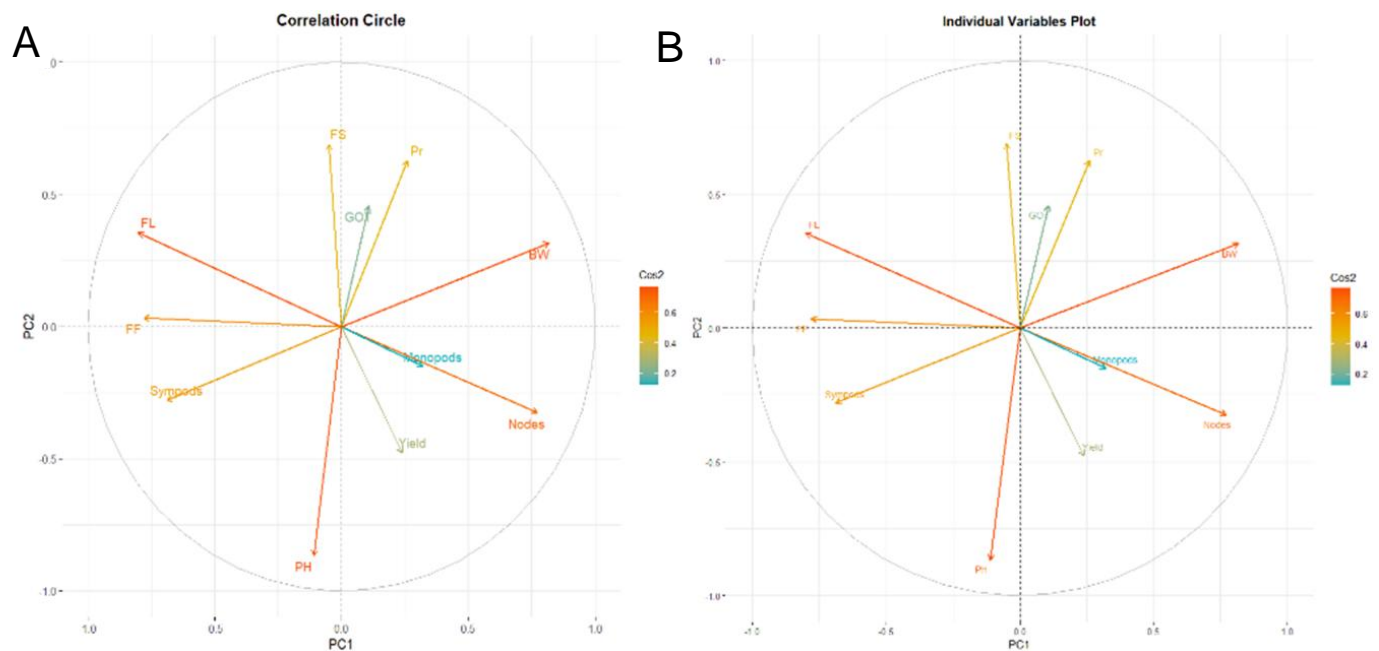 A
Correlation Circle
0
0.5
0.0
-0.5
-1.0
PC2
FS
Pr
GOT
FL
BW
FF
Monopods
Sympods
Nodes
Yield
PH
1.0
0.5
0.0
0.5
1.0
PC1
Cos2
0.6
0.4
0.2
B
Individual Variables Plot
1.0
0.5
0.0
-0.5
-1.0
PC2
Pr
FL
BW
Monopods
Sympods
Nodes
Yield
PH
-1.0
-0.5
0.0
0.5
1.0
PC1
Cos2
0.6
0.4
0.2